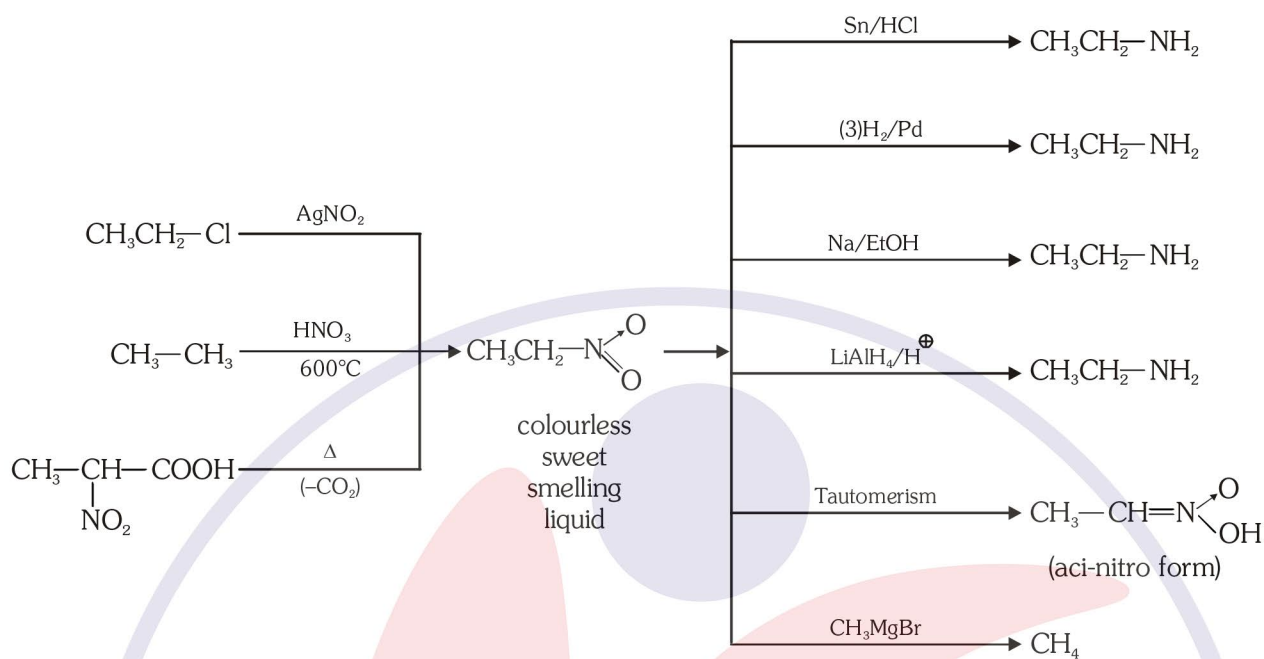 CH₃CH₂—Cl
AgNO₂
CH₃—CH₃
HNO₃
600°C
CH₃—CH—COOH
NO₂
Δ
(–CO₂)
CH₃CH₂—N
O
O
colourless
sweet
smelling
liquid
Sn/HCl
CH₃CH₂—NH₂
(3)H₂/Pd
CH₃CH₂—NH₂
Na/EtOH
CH₃CH₂—NH₂
LiAlH₄/H⊕
CH₃CH₂—NH₂
Tautomerism
CH₃—CH=N
O
OH
(aci-nitro form)
CH₃MgBr
CH₄